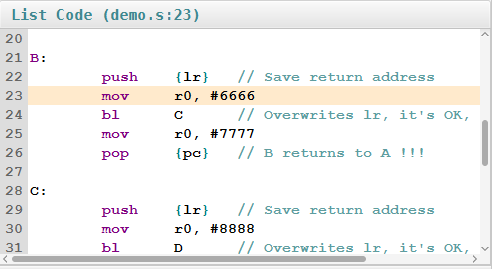 List Code (demo.s:23)
20
21 B:
22 push {lr} // Save return address
23 mov r0, #6666
24 bl C // Overwrites lr, it's OK,
25 mov r0, #7777
26 pop {pc} // B returns to A !!!
27
28 C:
29 push {lr} // Save return address
30 mov r0, #8888
31 bl D // Overwrites lr, it's OK,